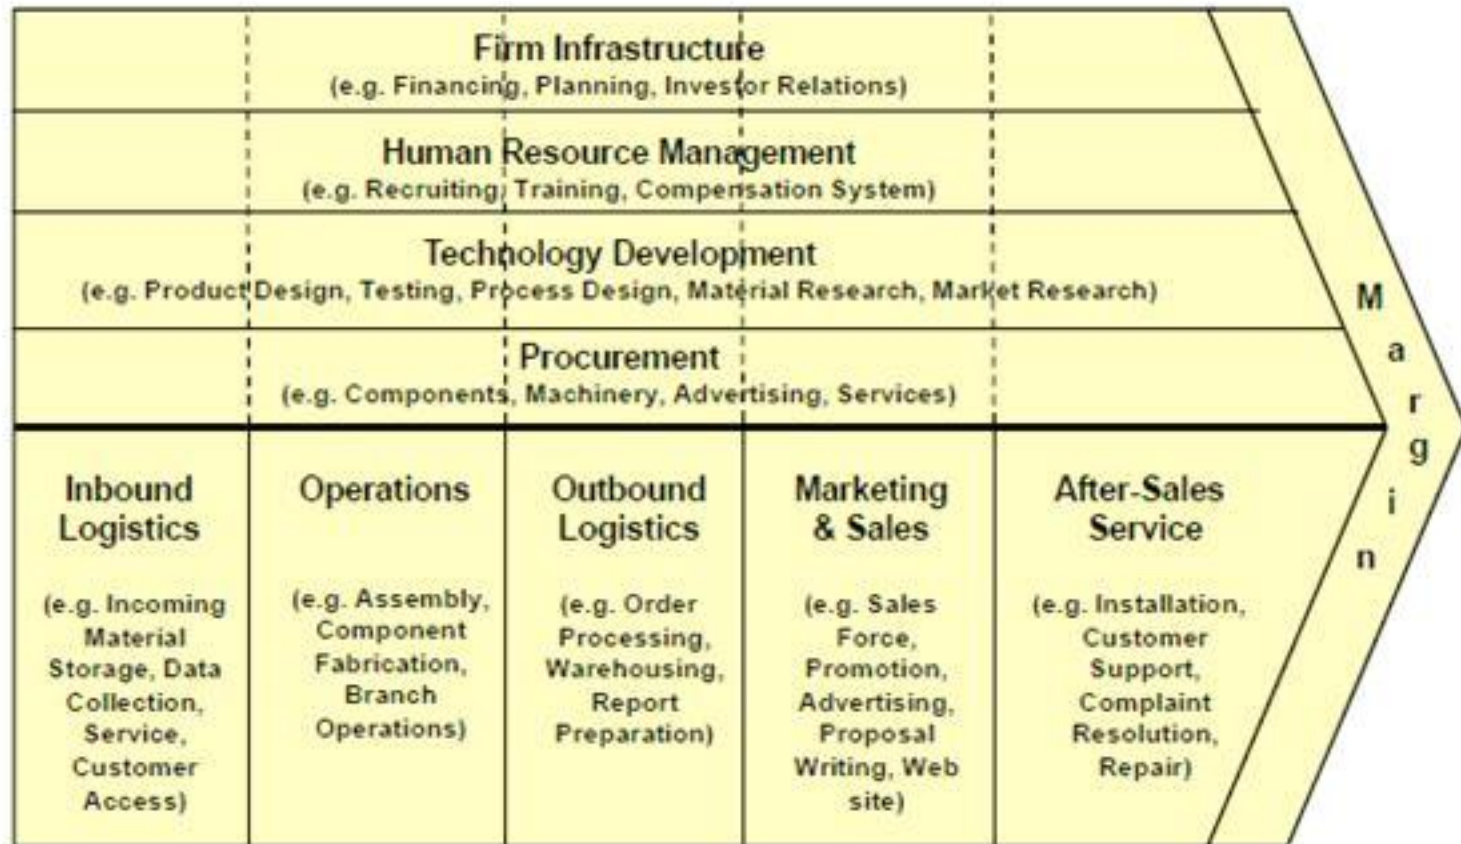 Firm Infrastructure
(e.g. Financing, Planning, Investor Relations)
Human Resource Management
(e.g. Recruiting, Training, Compensation System)
Technology Development
(e.g. Product Design, Testing, Process Design, Material Research, Market Research)
Procurement
(e.g. Components, Machinery, Advertising, Services)
Inbound
Logistics
(e.g. Incoming
Material
Storage, Data
Collection,
Service,
Customer
Access)
Operations
(e.g. Assembly,
Component
Fabrication,
Branch
Operations)
Outbound
Logistics
(e.g. Order
Processing,
Warehousing,
Report
Preparation)
Marketing
& Sales
(e.g. Sales
Force,
Promotion,
Advertising,
Proposal
Writing, Web
site)
After-Sales
Service
(e.g. Installation,
Customer
Support,
Complaint
Resolution,
Repair)
Margin